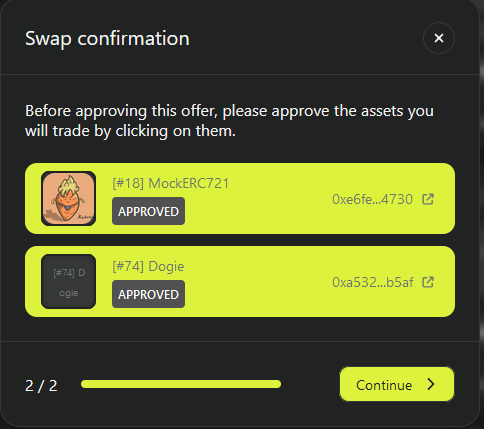 Swap confirmation
Before approving this offer, please approve the assets you
will trade by clicking on them.
[#18] MockERC721
APPROVED
0xe6fe...4730
[#74] D
ogie
[#74] Dogie
APPROVED
0xa532...b5af
2 / 2
Continue